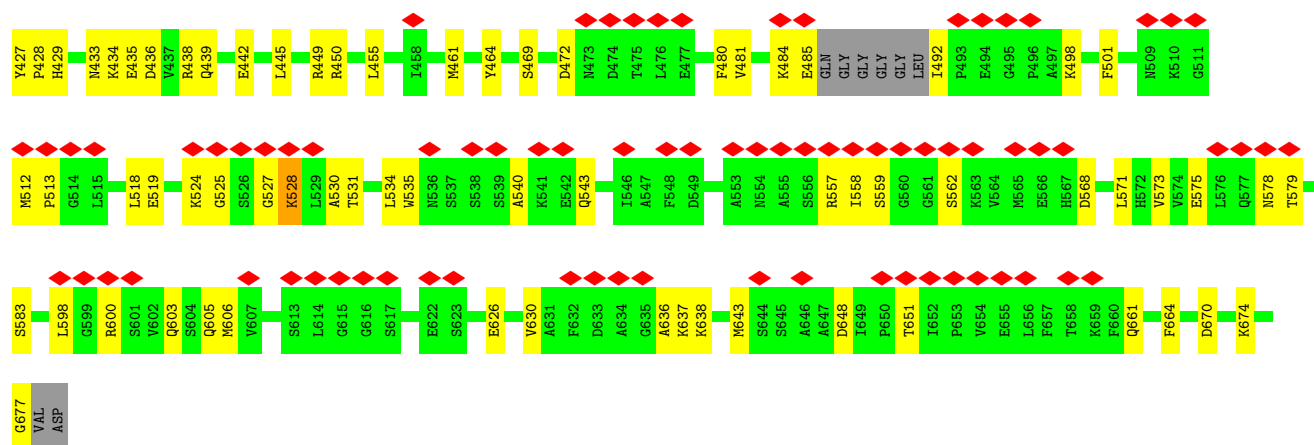 Y427 P428 H429 N433 K434 E435 D436 V437 R438 Q439 E442 L445 R449 R450 L455 I458 M461 Y464 S469 D472 N473 D474 T475 L476 E477 F480 V481 K484 E485 GLN GLY GLY GLY GLY LEU I492 P493 E494 G495 P496 A497 K498 F501 N509 K510 G511
M512 P513 G514 L515 L518 E519 K524 G525 S526 G527 K528 L529 A530 T531 L534 W535 N536 S537 S538 S539 A540 K541 E542 Q543 I546 A547 F548 D549 A553 N554 A555 S556 R557 I558 S559 G560 G561 S562 K563 V564 M565 E566 H567 D568 L571 H572 V573 V574 E575 L576 Q577 N578 T579
S583 L598 G599 R600 S601 V602 Q603 S604 Q605 M606 V607 S613 L614 G615 G616 S617 E622 S623 E626 V630 A631 F632 D633 A634 G635 A636 K637 K638 M643 S644 S645 A646 A647 D648 I649 P650 T651 I652 P653 V654 E655 L656 F657 T658 K659 F660 Q661 F664 D670 K674
G677 VAL ASP